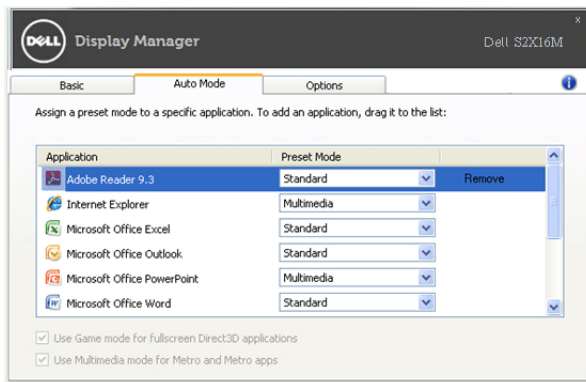 DELL Display Manager Dell S2X16M
Basic Auto Mode Options
Assign a preset mode to a specific application. To add an application, drag it to the list:
Application Preset Mode
Adobe Reader 9.3 Standard Remove
Internet Explorer Multimedia
Microsoft Office Excel Standard
Microsoft Office Outlook Standard
Microsoft Office PowerPoint Multimedia
Microsoft Office Word Standard
Use Game mode for fullscreen Direct3D applications
Use Multimedia mode for Metro and Metro apps